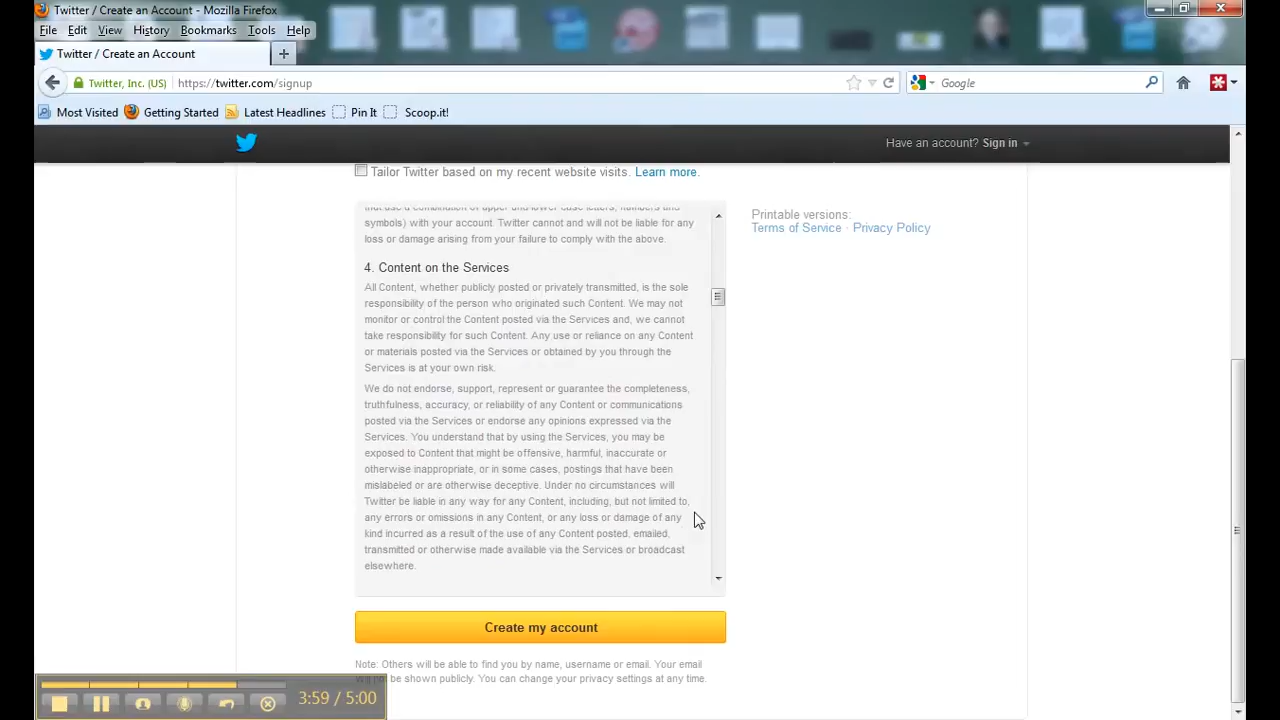 Twitter / Create an Account - Mozilla Firefox
File Edit View History Bookmarks Tools Help
Twitter / Create an Account
Twitter, Inc. (US) https://twitter.com/signup
Google
Most Visited Getting Started Latest Headlines Pin It Scoop.it!
Have an account? Sign in
Tailor Twitter based on my recent website visits. Learn more.
that use a combination of upper and lower case letters, numbers and
symbols) with your account. Twitter cannot and will not be liable for any
loss or damage arising from your failure to comply with the above.
4. Content on the Services
All Content, whether publicly posted or privately transmitted, is the sole
responsibility of the person who originated such Content. We may not
monitor or control the Content posted via the Services and, we cannot
take responsibility for such Content. Any use or reliance on any Content
or materials posted via the Services or obtained by you through the
Services is at your own risk.
We do not endorse, support, represent or guarantee the completeness,
truthfulness, accuracy, or reliability of any Content or communications
posted via the Services or endorse any opinions expressed via the
Services. You understand that by using the Services, you may be
exposed to Content that might be offensive, harmful, inaccurate or
otherwise inappropriate, or in some cases, postings that have been
mislabeled or are otherwise deceptive. Under no circumstances will
Twitter be liable in any way for any Content, including, but not limited to,
any errors or omissions in any Content, or any loss or damage of any
kind incurred as a result of the use of any Content posted, emailed,
transmitted or otherwise made available via the Services or broadcast
elsewhere.
Printable versions:
Terms of Service · Privacy Policy
Create my account
Note: Others will be able to find you by name, username or email. Your email
be shown publicly. You can change your privacy settings at any time.
3:59 / 5:00